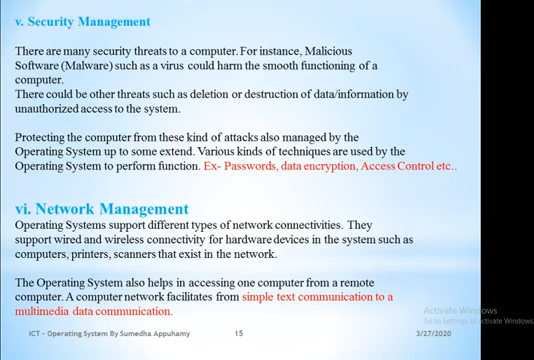 v. Security Management
There are many security threats to a computer. For instance, Malicious
Software (Malware) such as a virus could harm the smooth functioning of a
computer.
There could be other threats such as deletion or destruction of data/information by
unauthorized access to the system.
Protecting the computer from these kind of attacks also managed by the
Operating System up to some extend. Various kinds of techniques are used by the
Operating System to perform function. Ex- Passwords, data encryption, Access Control etc..
vi. Network Management
Operating Systems support different types of network connectivities. They
support wired and wireless connectivity for hardware devices in the system such as
computers, printers, scanners that exist in the network.
The Operating System also helps in accessing one computer from a remote
computer. A computer network facilitates from simple text communication to a
multimedia data communication.
Activate Windows
Go to Settings to activate Windows.
ICT - Operating System By Sumedha Appuhamy 15 3/27/2020